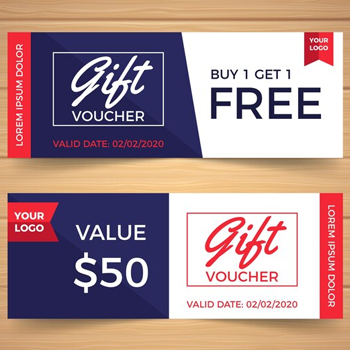 LOREM IPSUM DOLOR
Gift
VOUCHER
VALID DATE: 02/02/2020
BUY 1 GET 1
FREE
YOUR
LOGO
YOUR
LOGO
VALUE
$50
Gift
VOUCHER
VALID DATE: 02/02/2020
LOREM IPSUM DOLOR